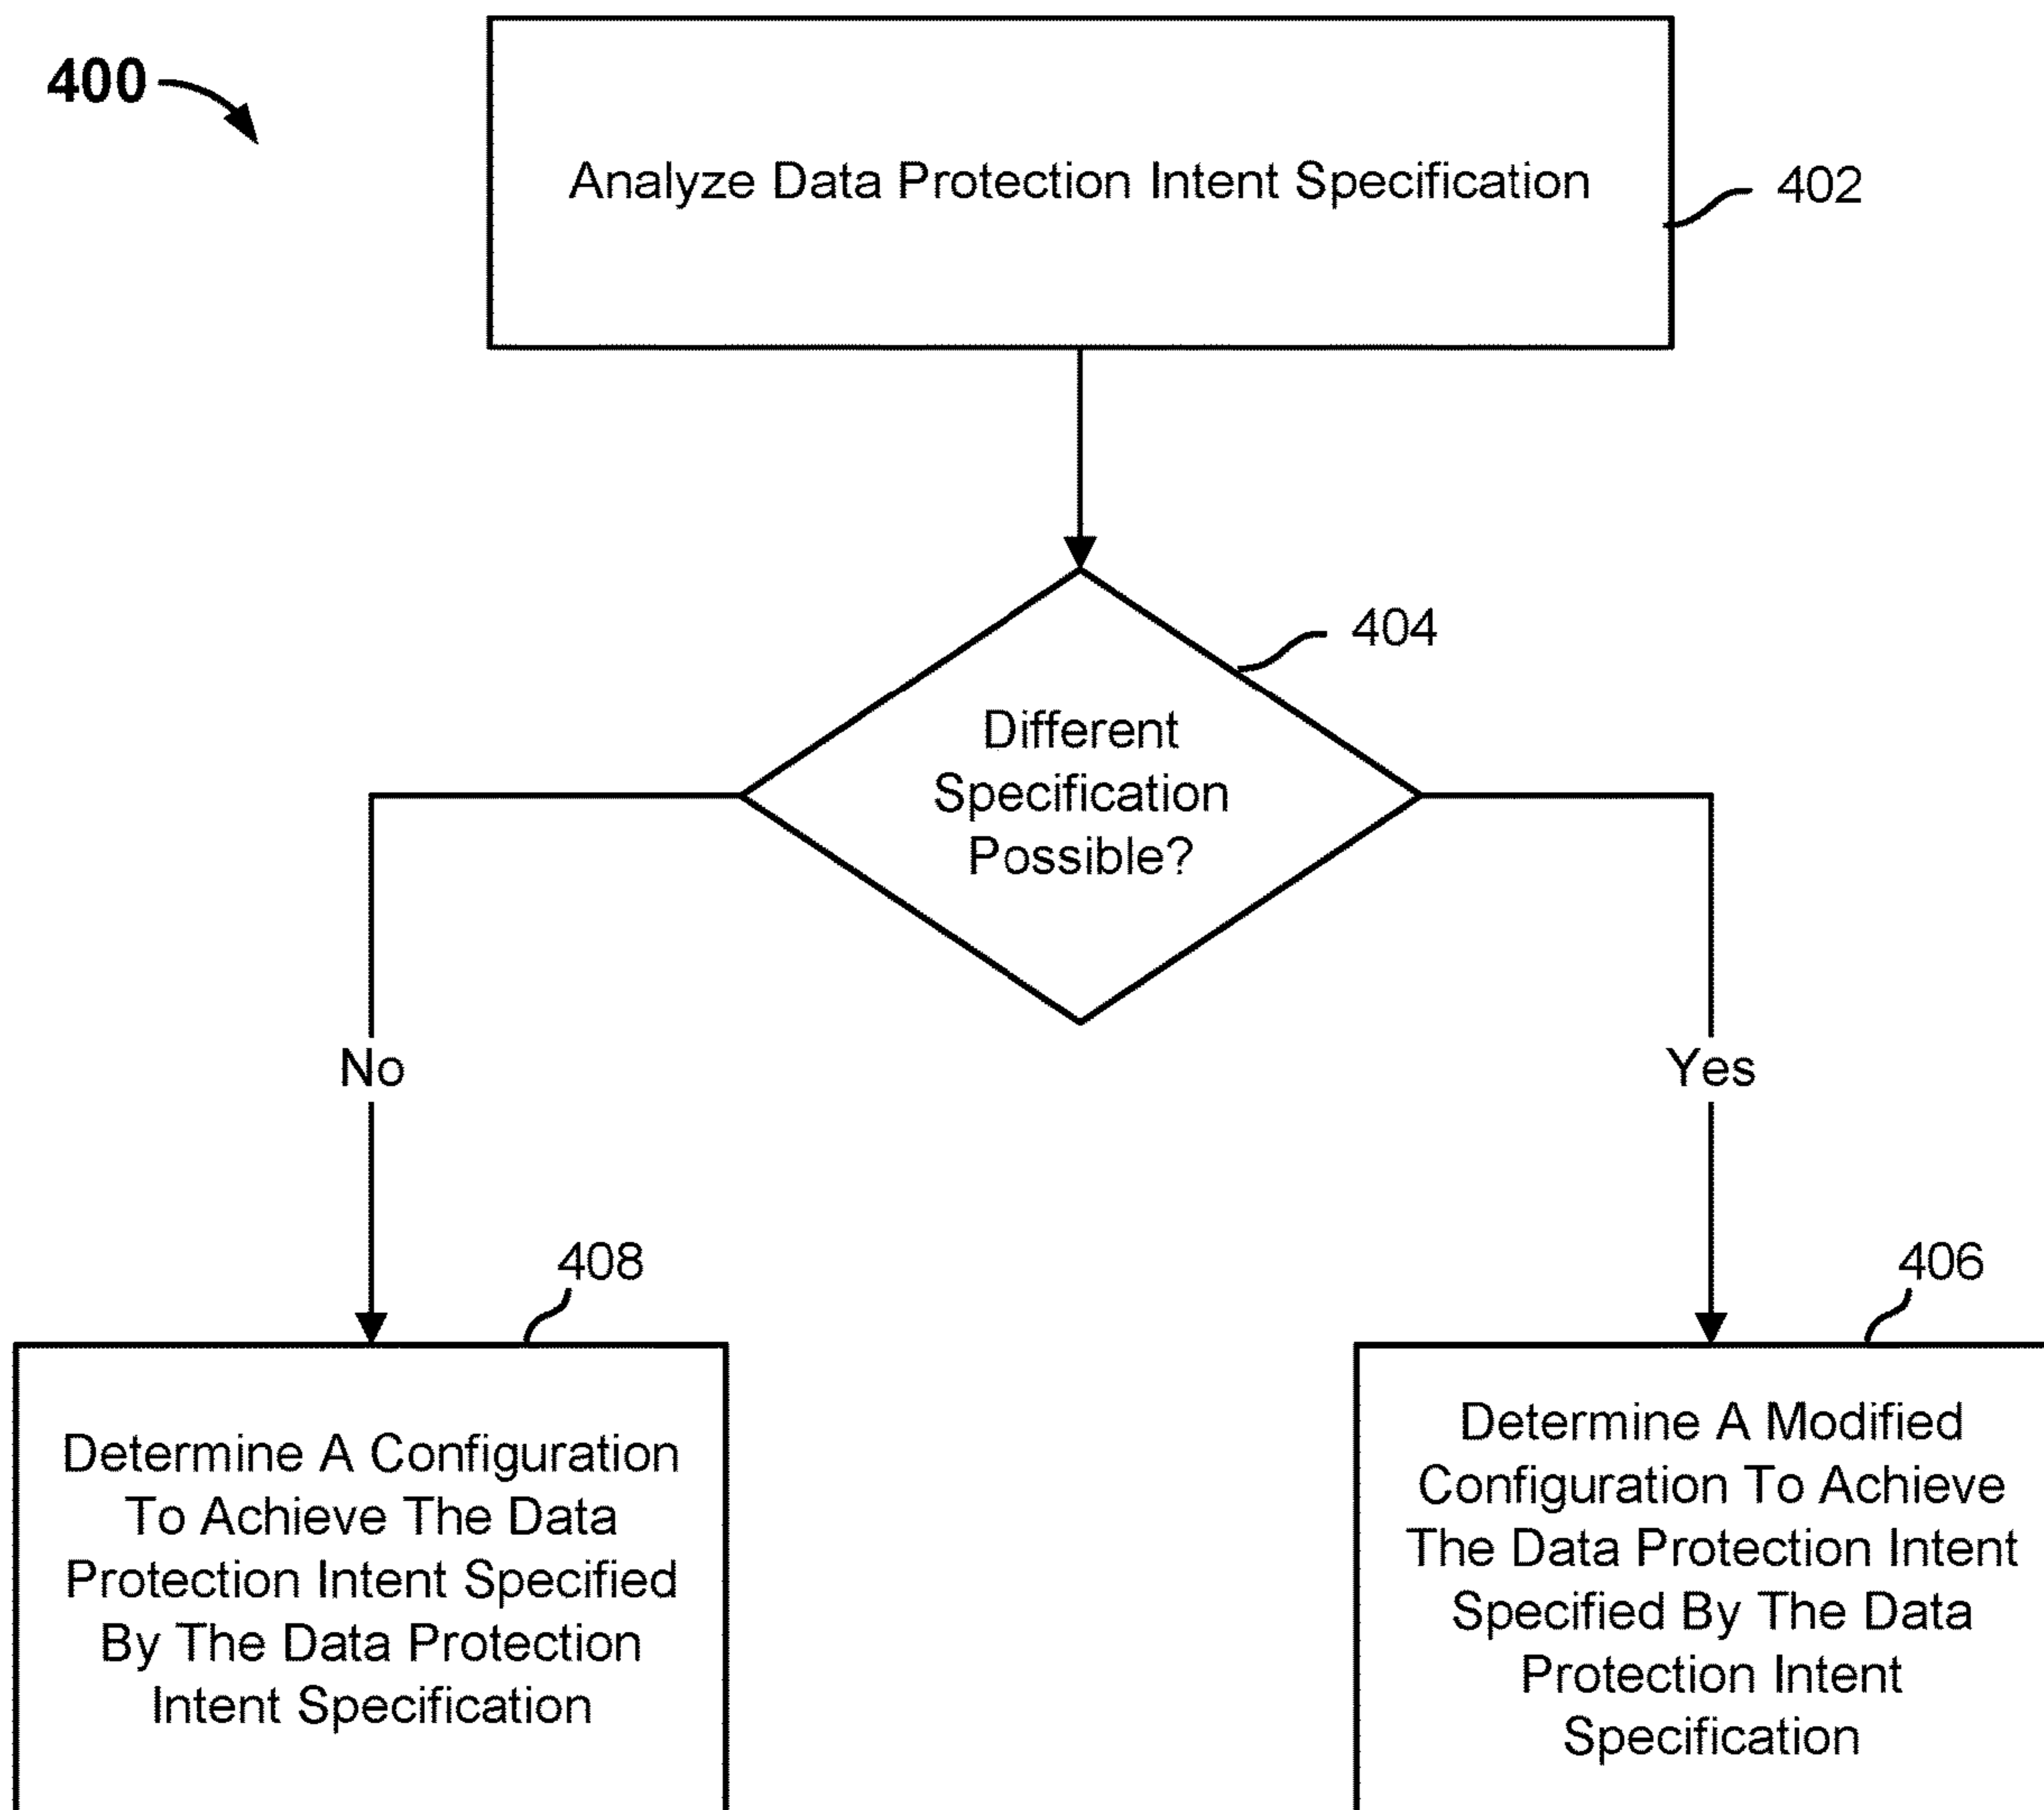 400
Analyze Data Protection Intent Specification
402
404
Different
Specification
Possible?
No
Yes
408
406
Determine A Configuration
To Achieve The Data
Protection Intent Specified
By The Data Protection
Intent Specification
Determine A Modified
Configuration To Achieve
The Data Protection Intent
Specified By The Data
Protection Intent
Specification